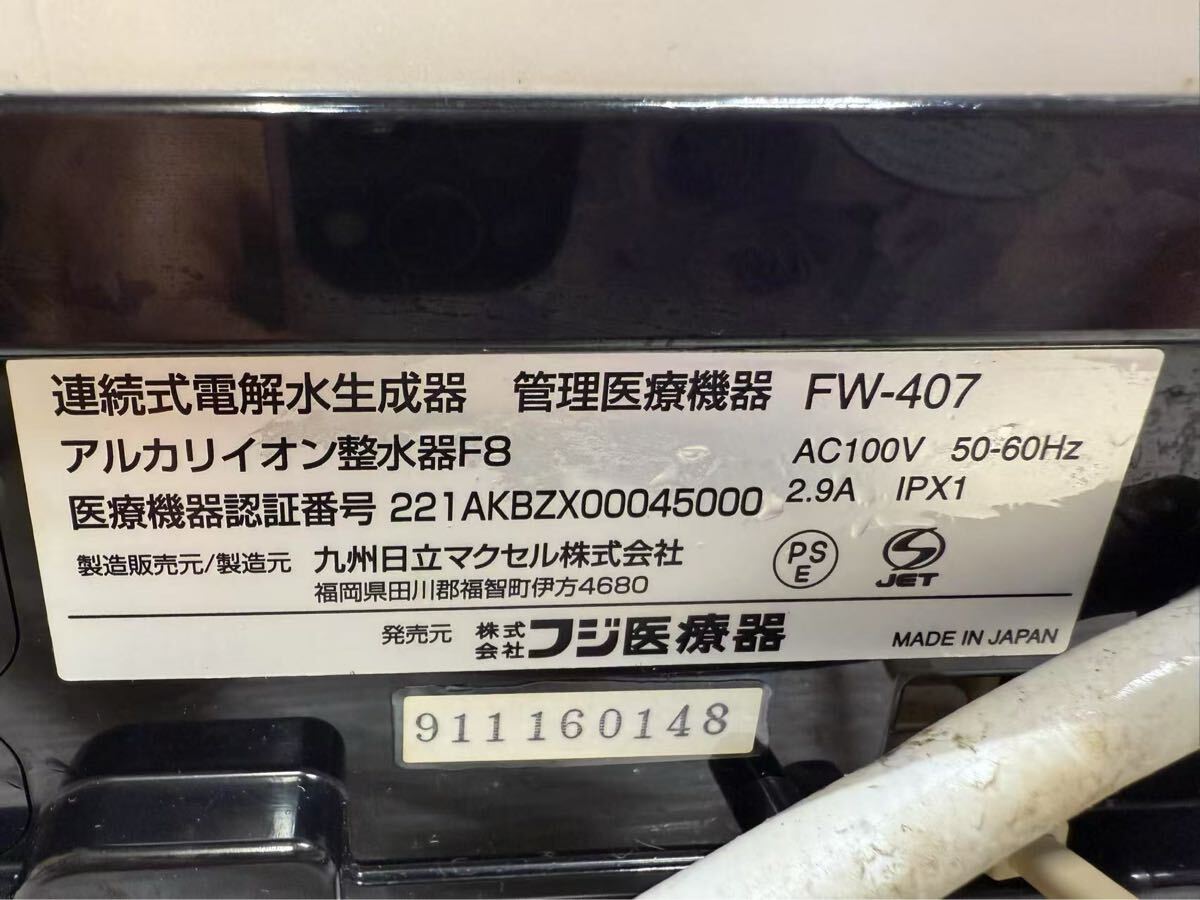 連続式電解水生成器 管理医療機器 FW-407
アルカリイオン整水器F8 AC100V 50-60Hz
医療機器認証番号 221AKBZX00045000 2.9A IPX1
製造販売元/製造元 九州日立マクセル株式会社
福岡県田川郡福智町伊方4680
PS
E
JET
発売元 株式会社フジ医療器 MADE IN JAPAN
911160148